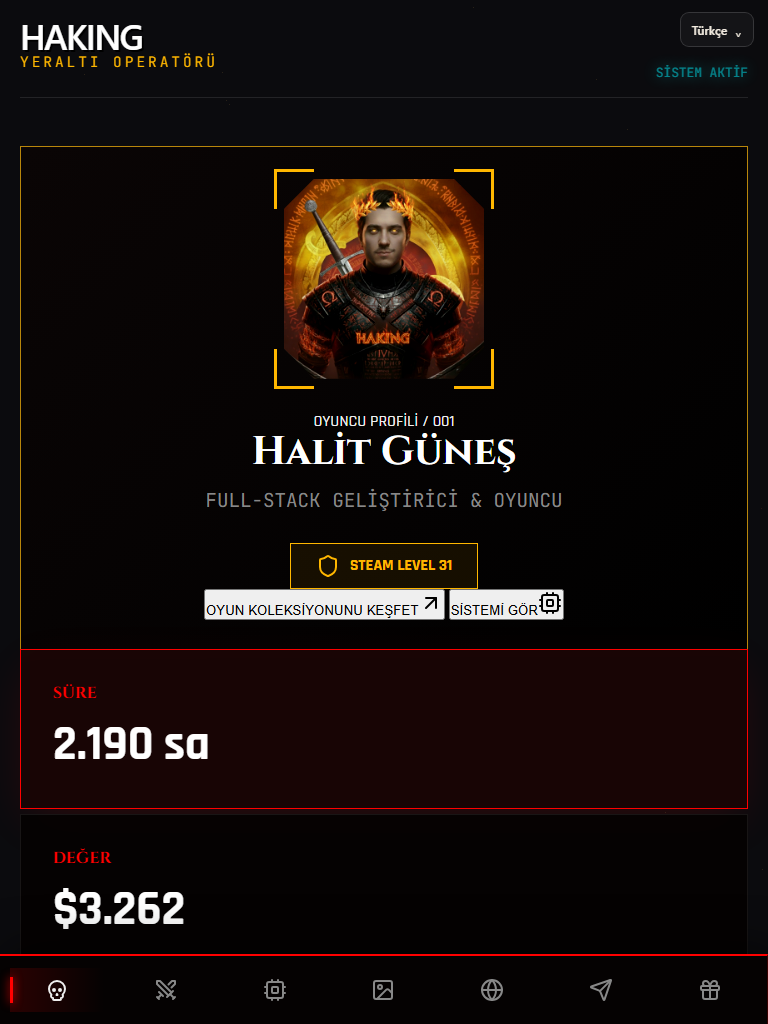 HAKING
YERALTI OPERATÖRÜ
Türkçe
SİSTEM AKTİF
HAKING
OYUNCU PROFİLİ / 001
HALİT GÜNEŞ
FULL-STACK GELİŞTİRİCİ & OYUNCU
STEAM LEVEL 31
OYUN KOLEKSİYONUNU KEŞFET
SİSTEMİ GÖR
SÜRE
2.190 sa
DEĞER
$3.262